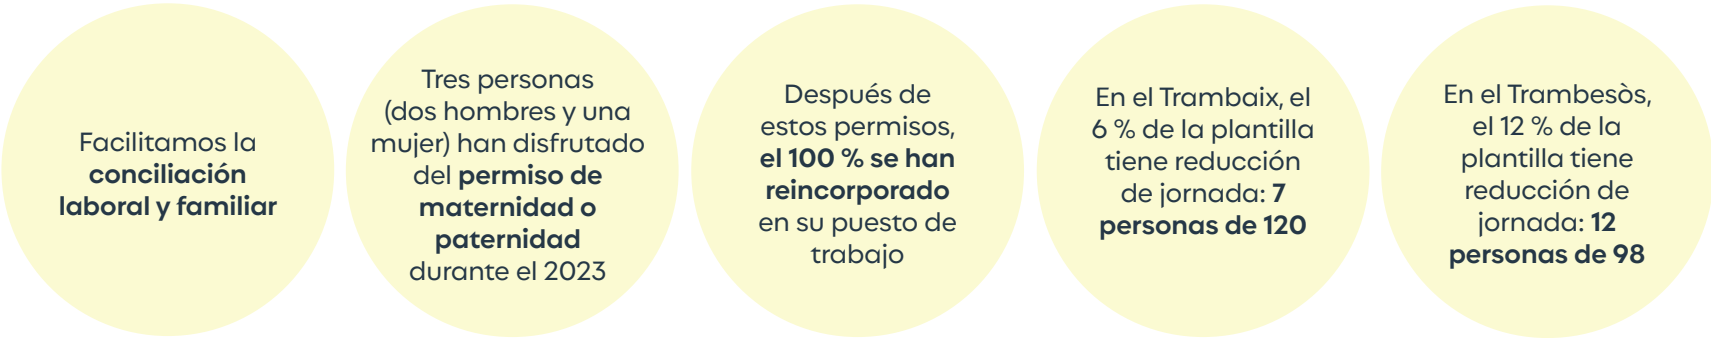 Facilitamos la
conciliación
laboral y familiar
Tres personas
(dos hombres y una
mujer) han disfrutado
del permiso de
maternidad o
paternidad
durante el 2023
Después de
estos permisos,
el 100 % se han
reincorporado
en su puesto de
trabajo
En el Trambaix, el
6 % de la plantilla
tiene reducción
de jornada: 7
personas de 120
En el Trambesòs,
el 12 % de la
plantilla tiene
reducción de
jornada: 12
personas de 98